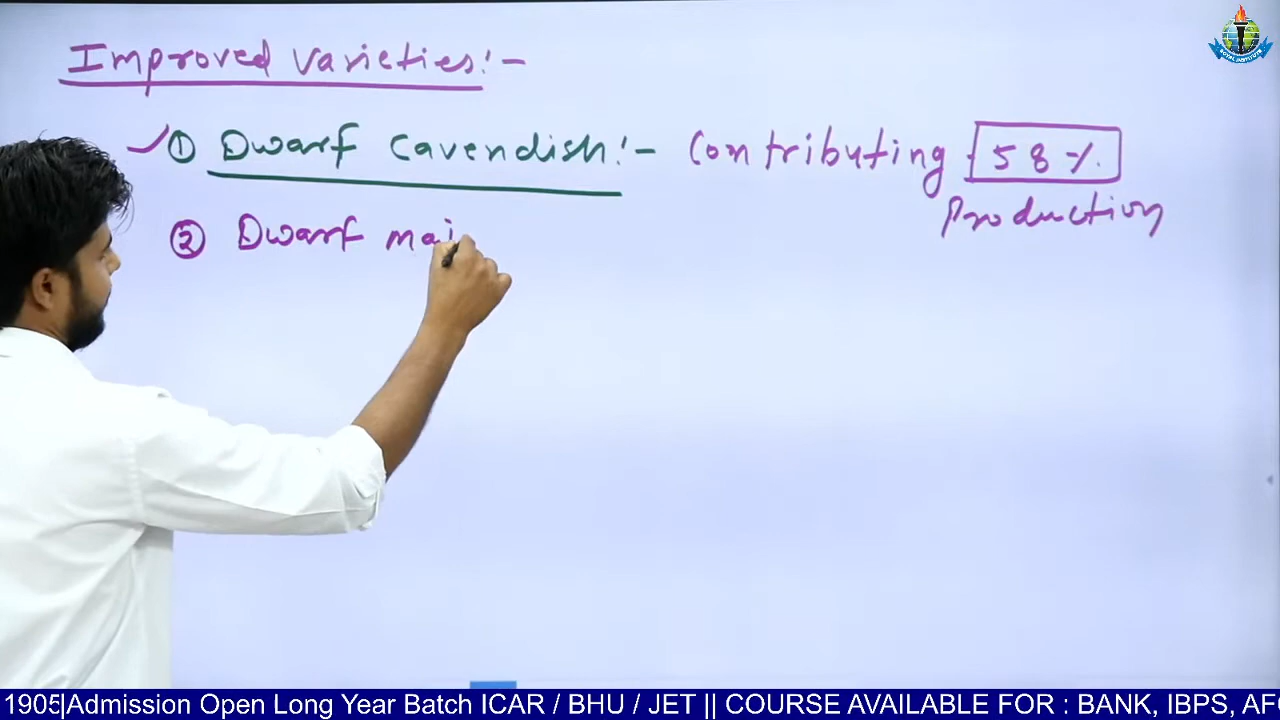 Improved varieties:-
① Dwarf Cavendish:- Contributing 58%
Production
② Dwarf mai
1905|Admission Open Long Year Batch ICAR / BHU / JET || COURSE AVAILABLE FOR : BANK, IBPS, AF